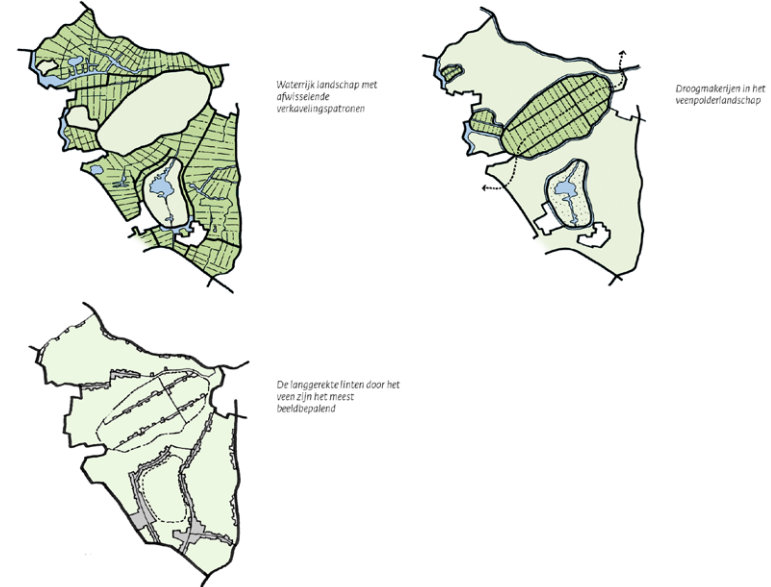 Waterrijk landschap met
afwisselende
verkavelingspatronen
Droogmakerijen in het
veenpolderlandschap
De langgerekte linten door het
veen zijn het meest
beeldbepalend